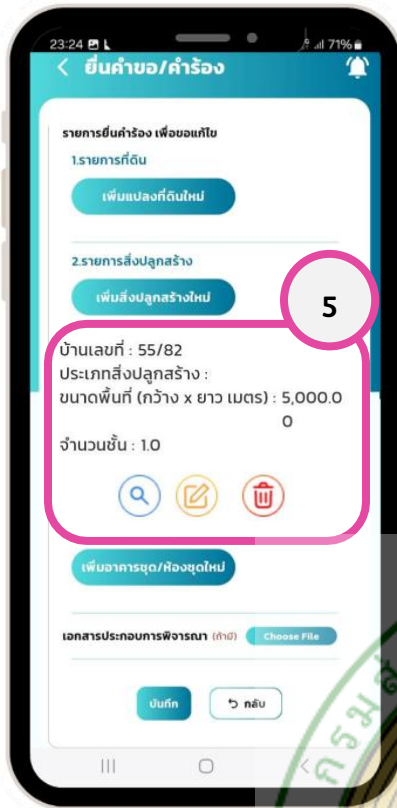 23:24
71%
ยื่นคำขอ/คำร้อง
รายการยื่นคำร้อง เพื่อขอแก้ไข
1.รายการที่ดิน
เพิ่มแปลงที่ดินใหม่
2.รายการสิ่งปลูกสร้าง
เพิ่มสิ่งปลูกสร้างใหม่
5
บ้านเลขที่ : 55/82
ประเภทสิ่งปลูกสร้าง :
ขนาดพื้นที่ (กว้าง x ยาว เมตร) : 5,000.0
0
จำนวนชั้น : 1.0
เพิ่มอาคารชุด/ห้องชุดใหม่
เอกสารประกอบการพิจารณา (ถ้ามี) Choose File
บันทึก
กลับ
กรมส